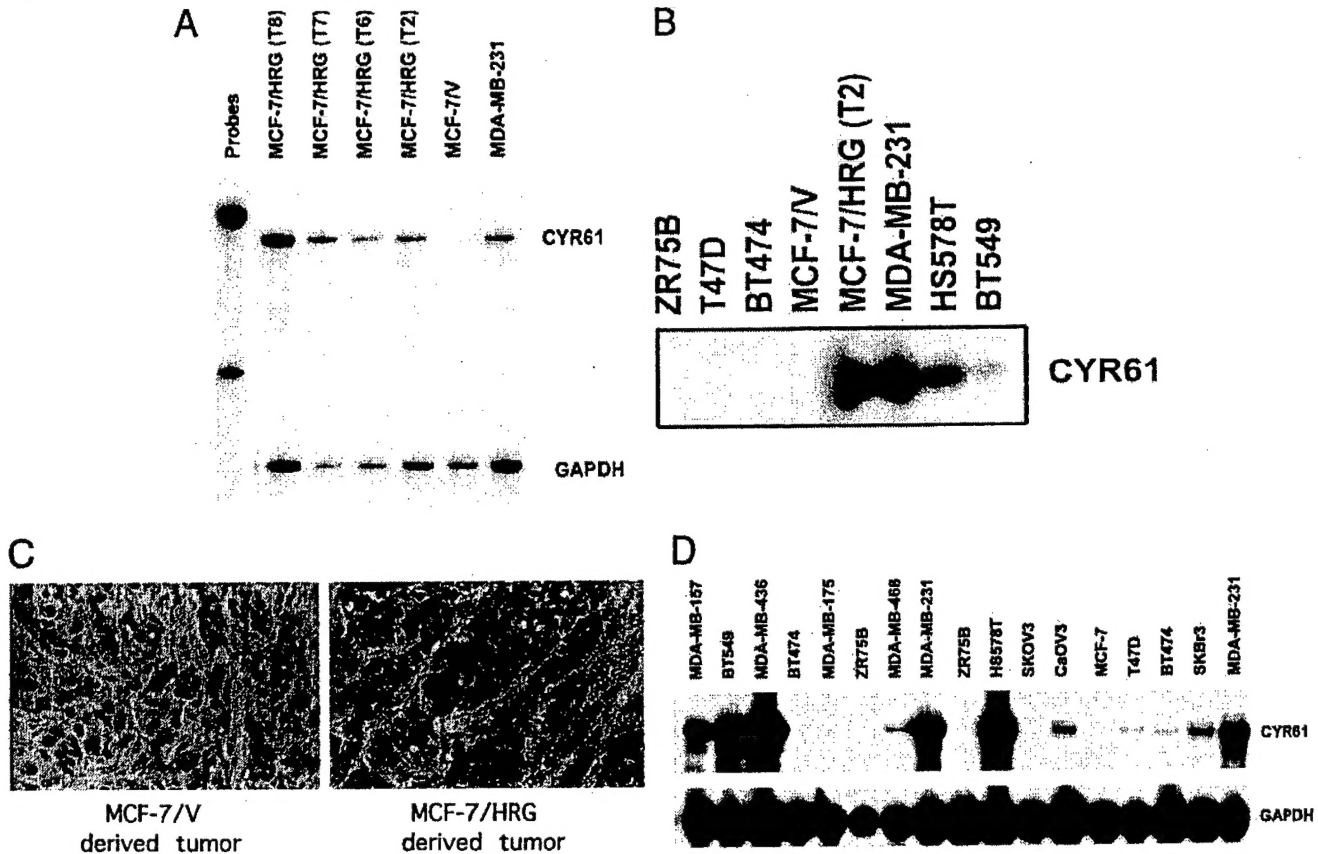 A
Probes
MCF-7/HRG (T8)
MCF-7/HRG (T7)
MCF-7/HRG (T6)
MCF-7/HRG (T2)
MCF-7/V
MDA-MB-231
CYR61
GAPDH
B
ZR75B
T47D
BT474
MCF-7/V
MCF-7/HRG (T2)
MDA-MB-231
HS578T
BT549
CYR61
C
MCF-7/V
derived tumor
MCF-7/HRG
derived tumor
D
MDA-MB-157
BT549
MDA-MB-436
BT474
MDA-MB-175
ZR75B
MDA-MB-468
MDA-MB-231
ZR75B
HS578T
SKOV3
CaOV3
MCF-7
T47D
BT474
SKBr3
MDA-MB-231
CYR61
GAPDH